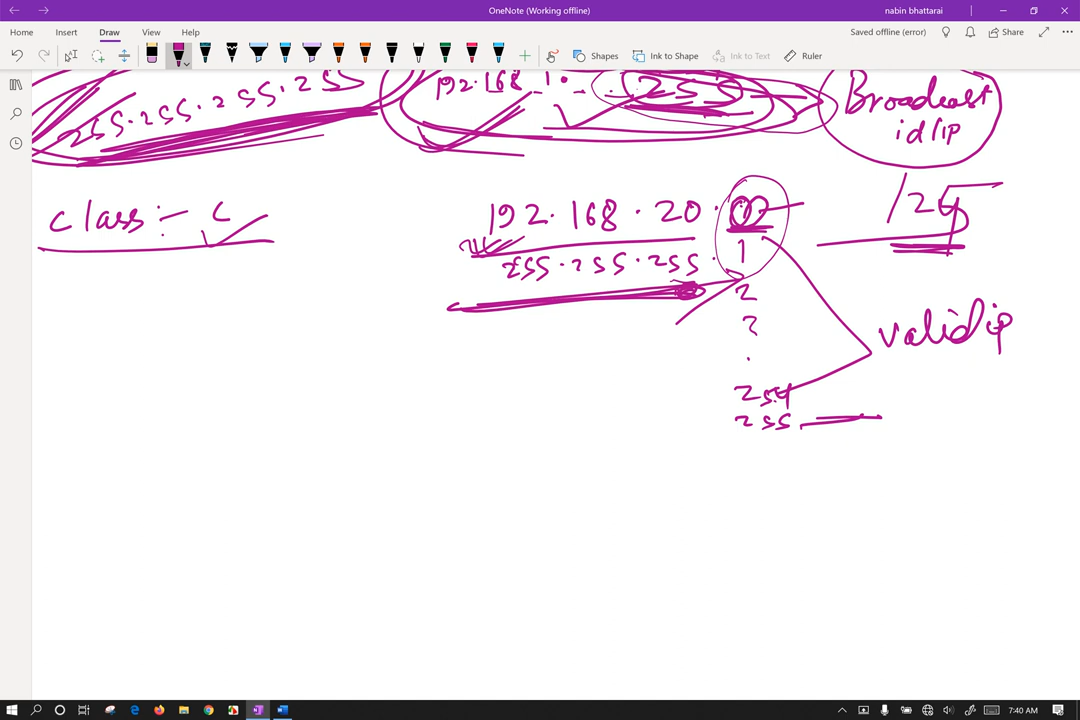 OneNote (Working offline)
nabin bhattarai
Home Insert Draw View Help
Saved offline (error)
Share
Shapes
Ink to Shape
Ink to Text
Ruler
255.255.255.255
192.168.1.
255
Broadcast
id/ip
class:- C
192.168.20.0
/24
255.255.255.
1
2
valid ip
.
254
255
7:40 AM